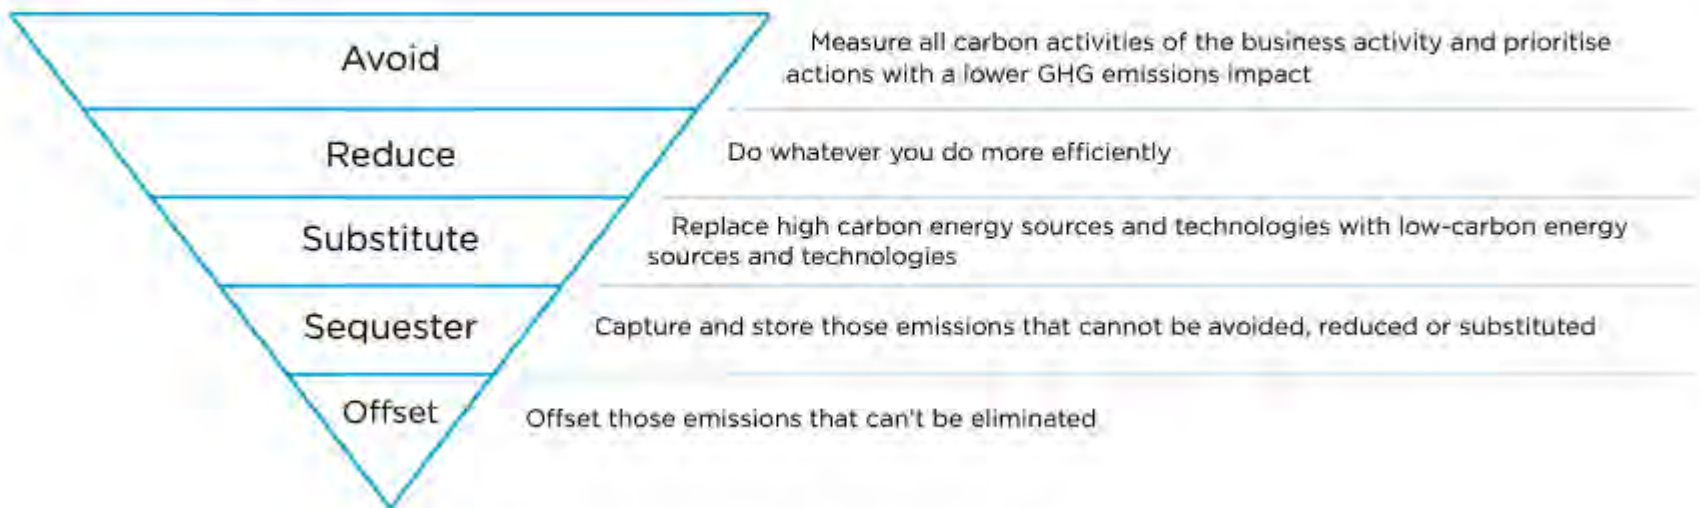 Avoid
Measure all carbon activities of the business activity and prioritise
actions with a lower GHG emissions impact
Reduce
Do whatever you do more efficiently
Substitute
Replace high carbon energy sources and technologies with low-carbon energy
sources and technologies
Sequester
Capture and store those emissions that cannot be avoided, reduced or substituted
Offset
Offset those emissions that can't be eliminated